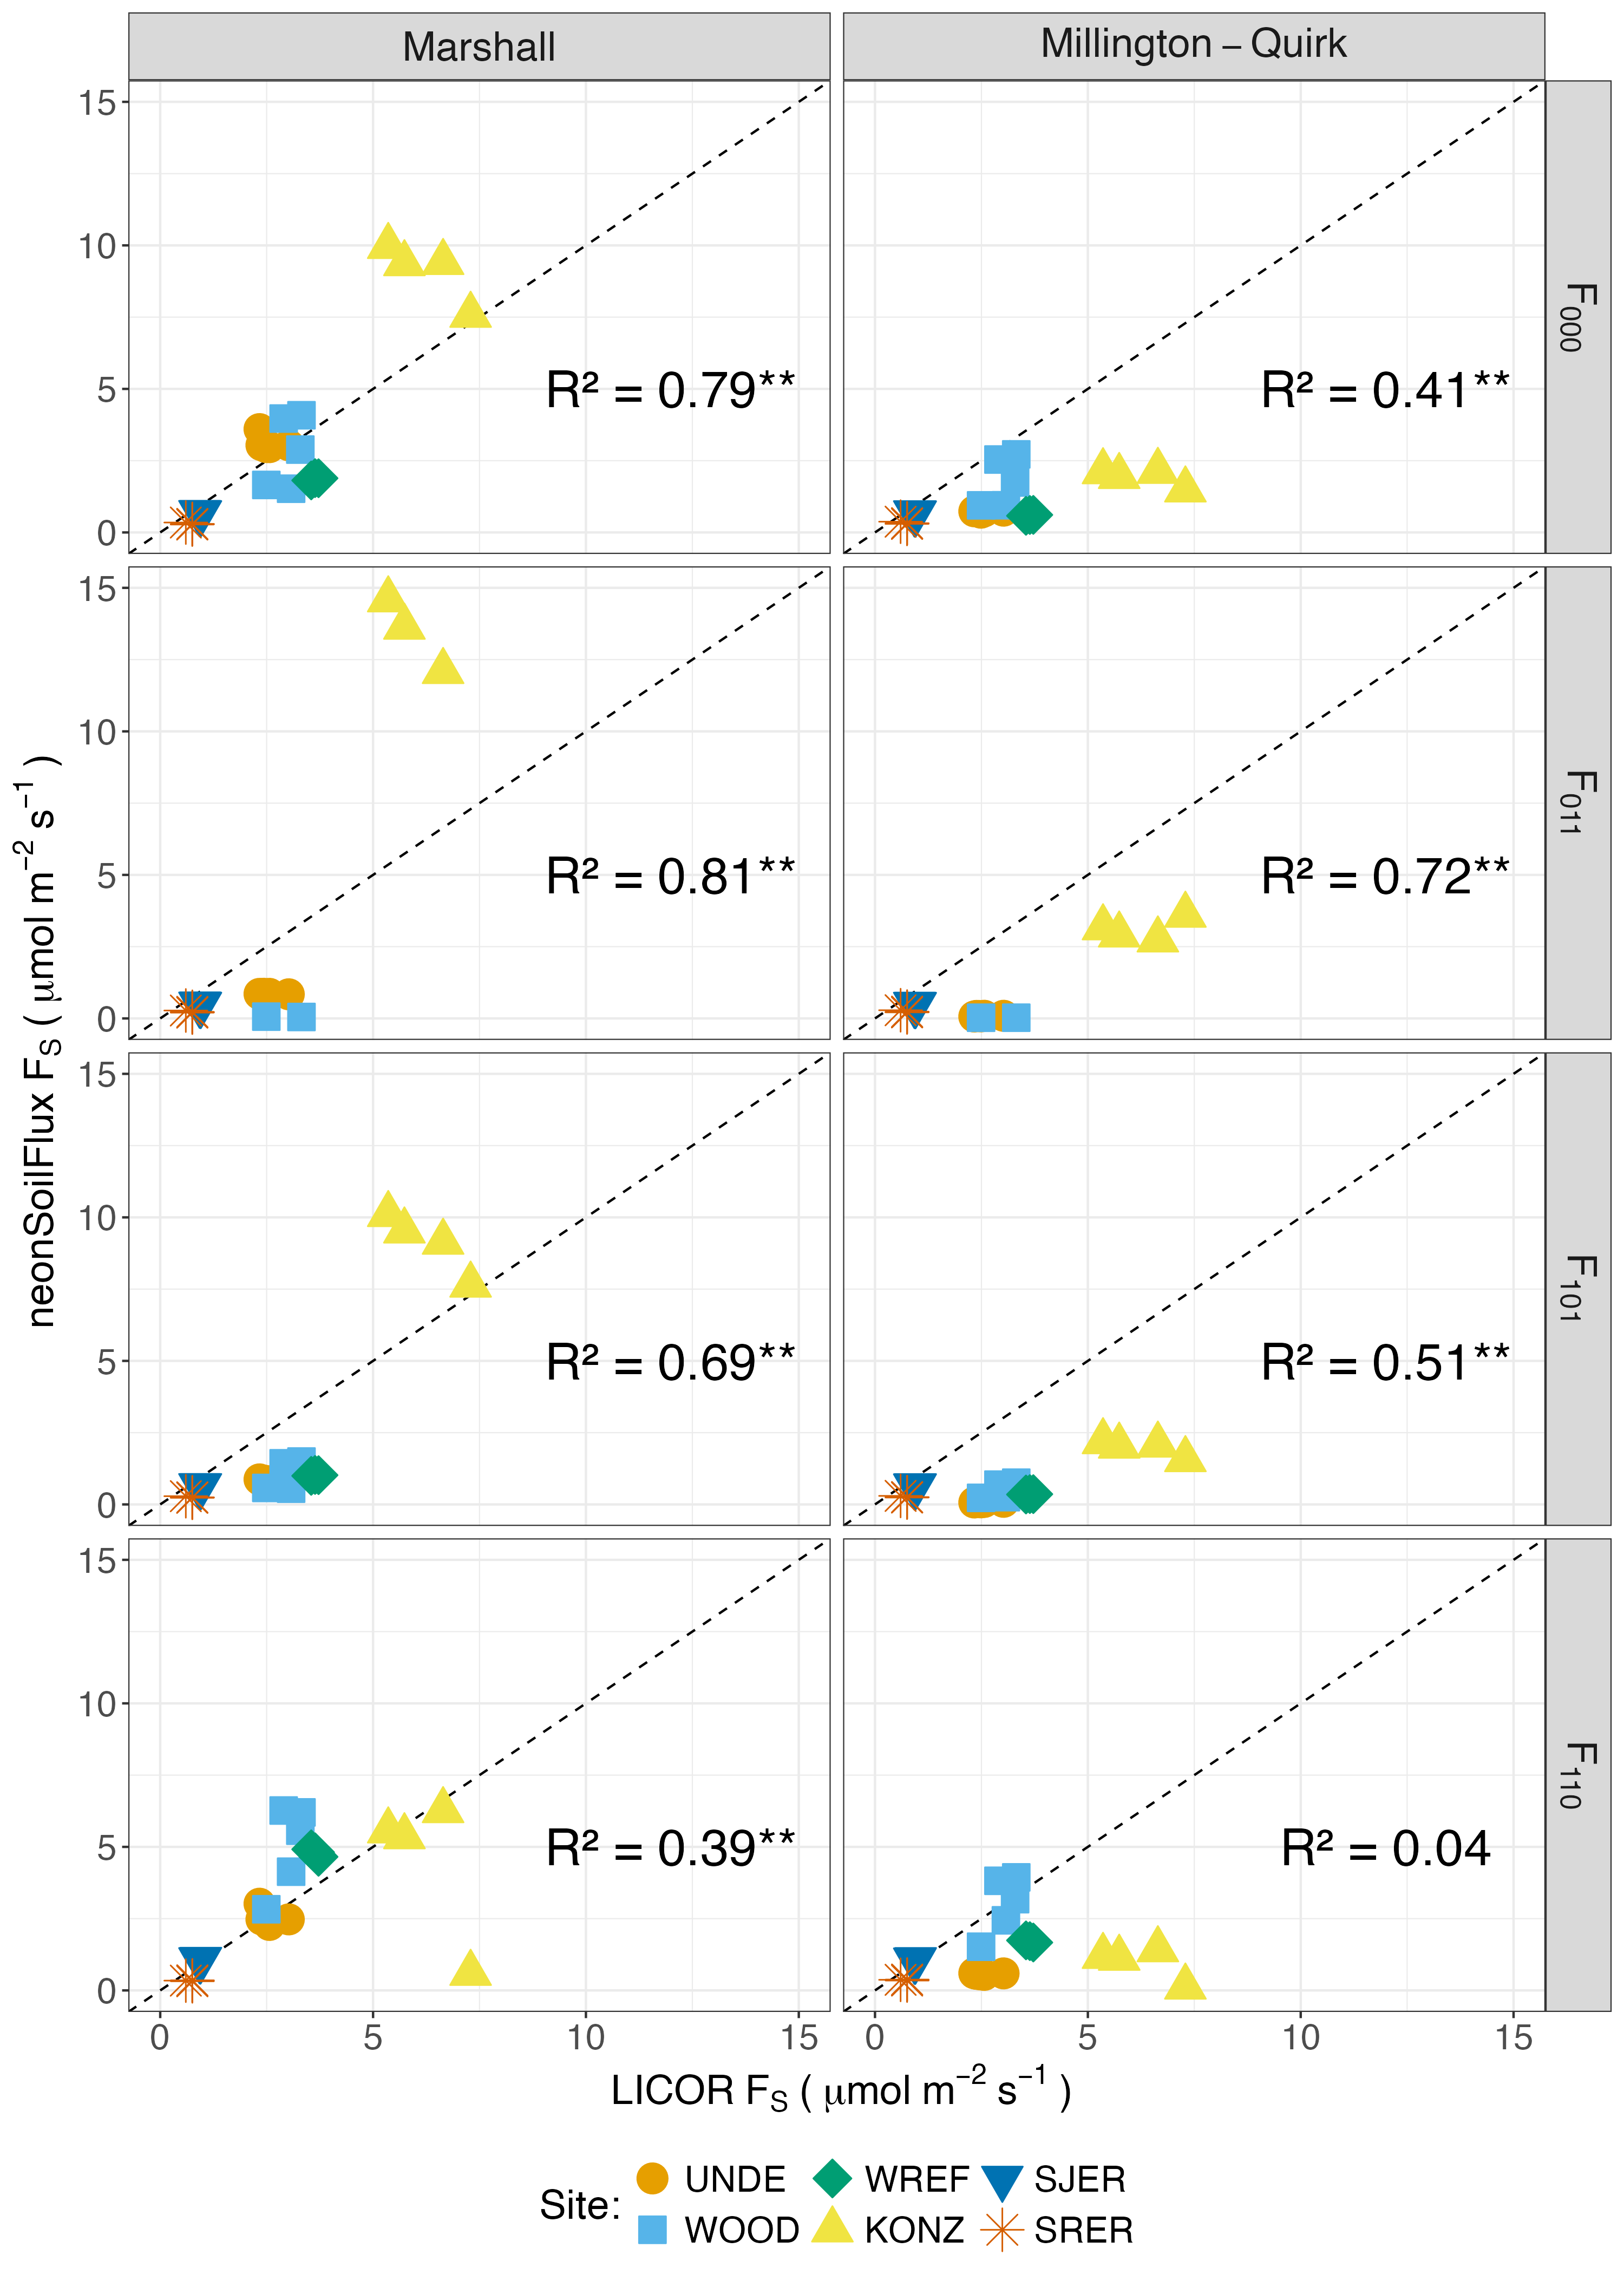 Marshall
Millington – Quirk
15
10
5
0
R² = 0.79**
R² = 0.41**
F000
15
10
5
0
R² = 0.81**
R² = 0.72**
F011
15
10
5
0
R² = 0.69**
R² = 0.51**
F101
15
10
5
0
R² = 0.39**
R² = 0.04
F110
neonSoilFlux FS ( μmol m−2 s−1 )
0 5 10 15
0 5 10 15
LICOR FS ( μmol m−2 s−1 )
Site:
UNDE WREF SJER
WOOD KONZ SRER